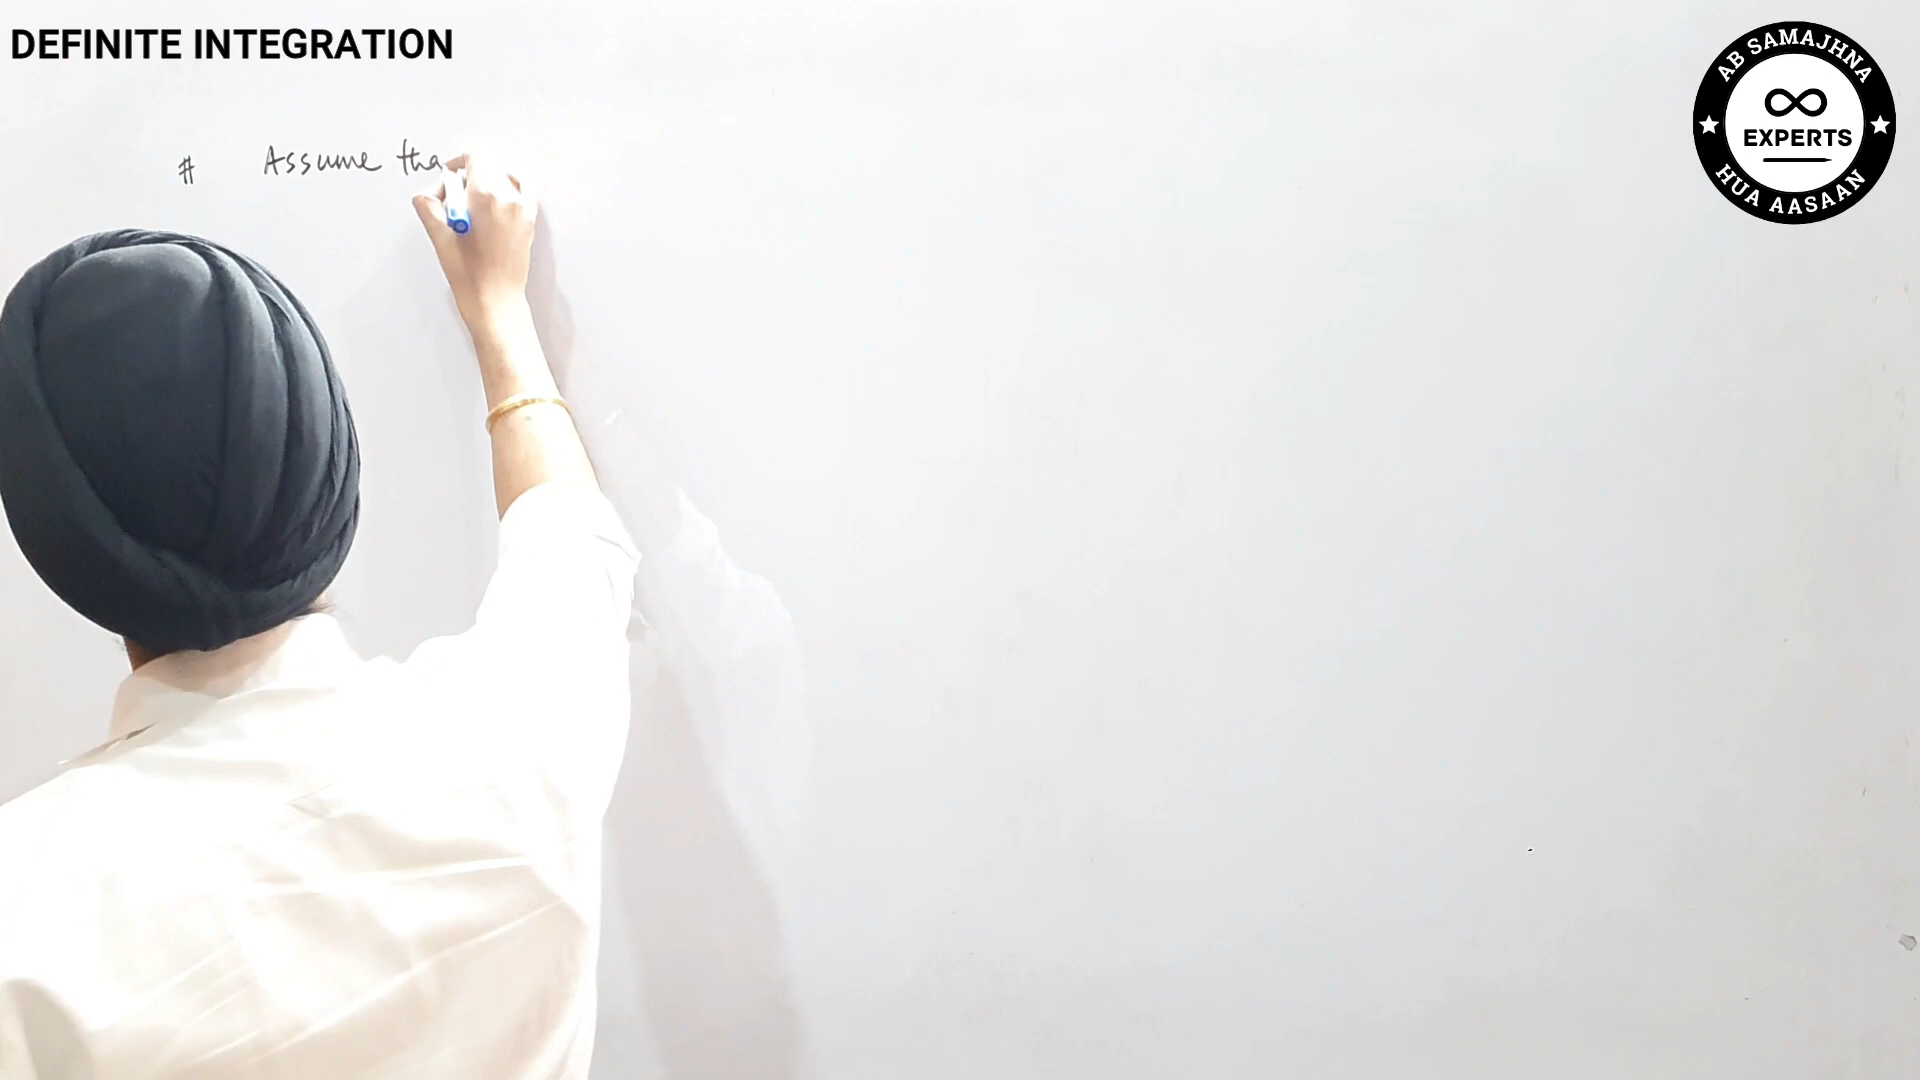 DEFINITE INTEGRATION
AB SAMAJHNA
EXPERTS
HUA AASAAN
# Assume tha